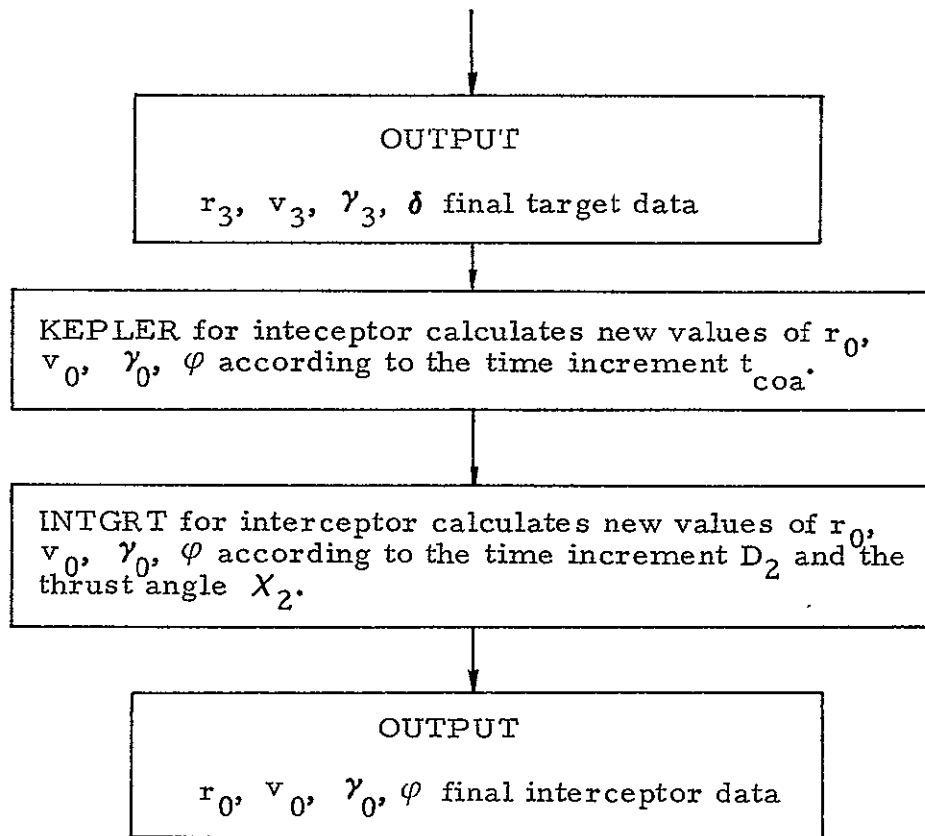 OUTPUT
r₃, v₃, γ₃, δ final target data
KEPLER for inteceptor calculates new values of r₀,
v₀, γ₀, φ according to the time increment t_coa.
INTGRT for interceptor calculates new values of r₀,
v₀, γ₀, φ according to the time increment D₂ and the
thrust angle χ₂.
OUTPUT
r₀, v₀, γ₀, φ final interceptor data